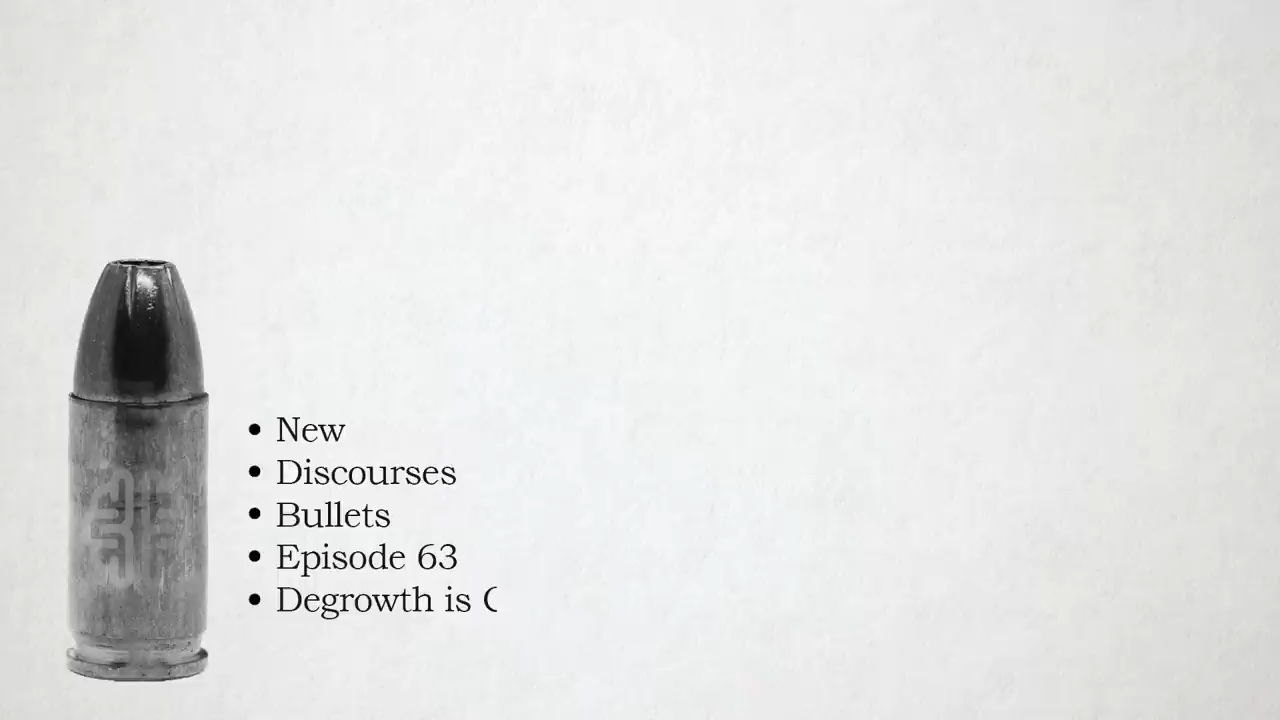 New
Discourses
Bullets
Episode 63
Degrowth is